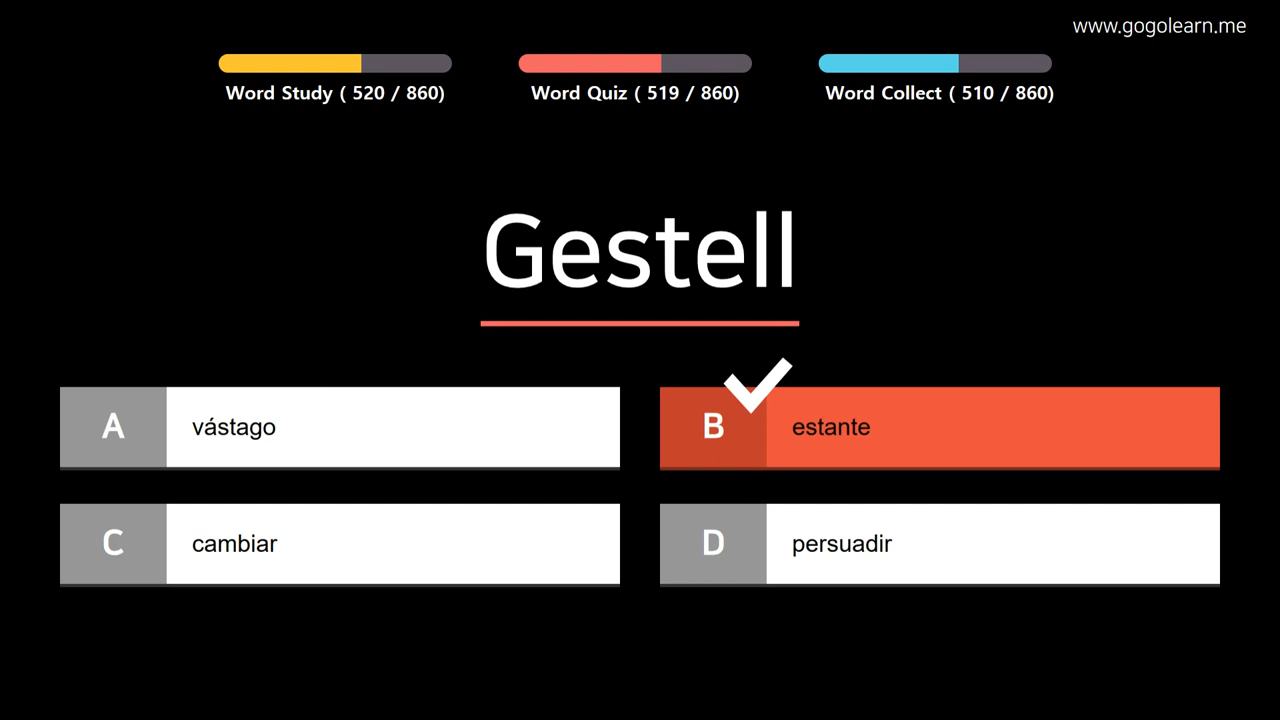 www.gogolearn.me
Word Study ( 520 / 860)
Word Quiz ( 519 / 860)
Word Collect ( 510 / 860)
Gestell
A vástago
B estante
C cambiar
D persuadir